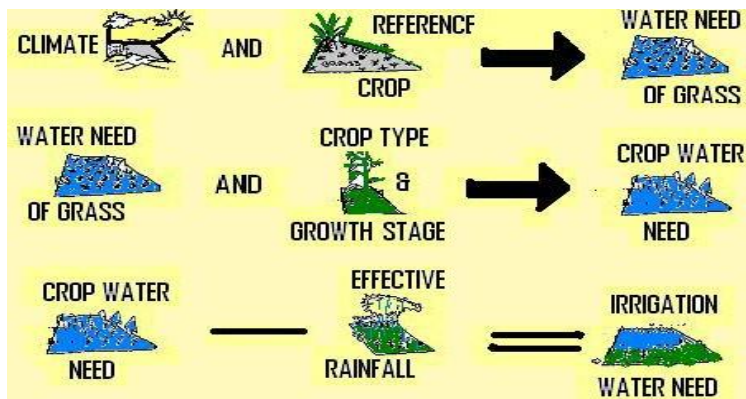 CLIMATE AND REFERENCE CROP WATER NEED OF GRASS
WATER NEED OF GRASS AND CROP TYPE & GROWTH STAGE CROP WATER NEED
CROP WATER NEED EFFECTIVE RAINFALL IRRIGATION WATER NEED